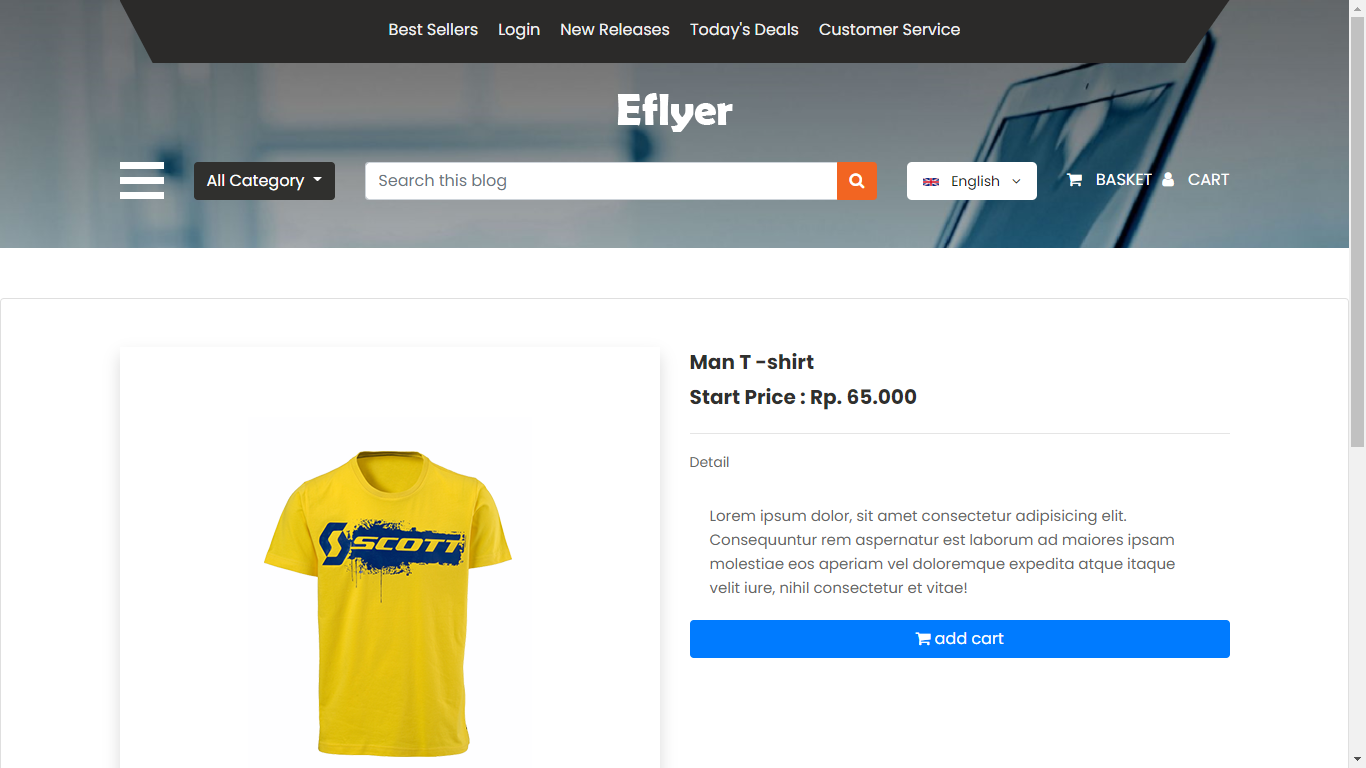 Best Sellers Login New Releases Today's Deals Customer Service
Eflyer
All Category Search this blog English BASKET CART
Man T -shirt
Start Price : Rp. 65.000
Detail
SCOTT
Lorem ipsum dolor, sit amet consectetur adipisicing elit.
Consequuntur rem aspernatur est laborum ad maiores ipsam
molestiae eos aperiam vel doloremque expedita atque itaque
velit iure, nihil consectetur et vitae!
add cart